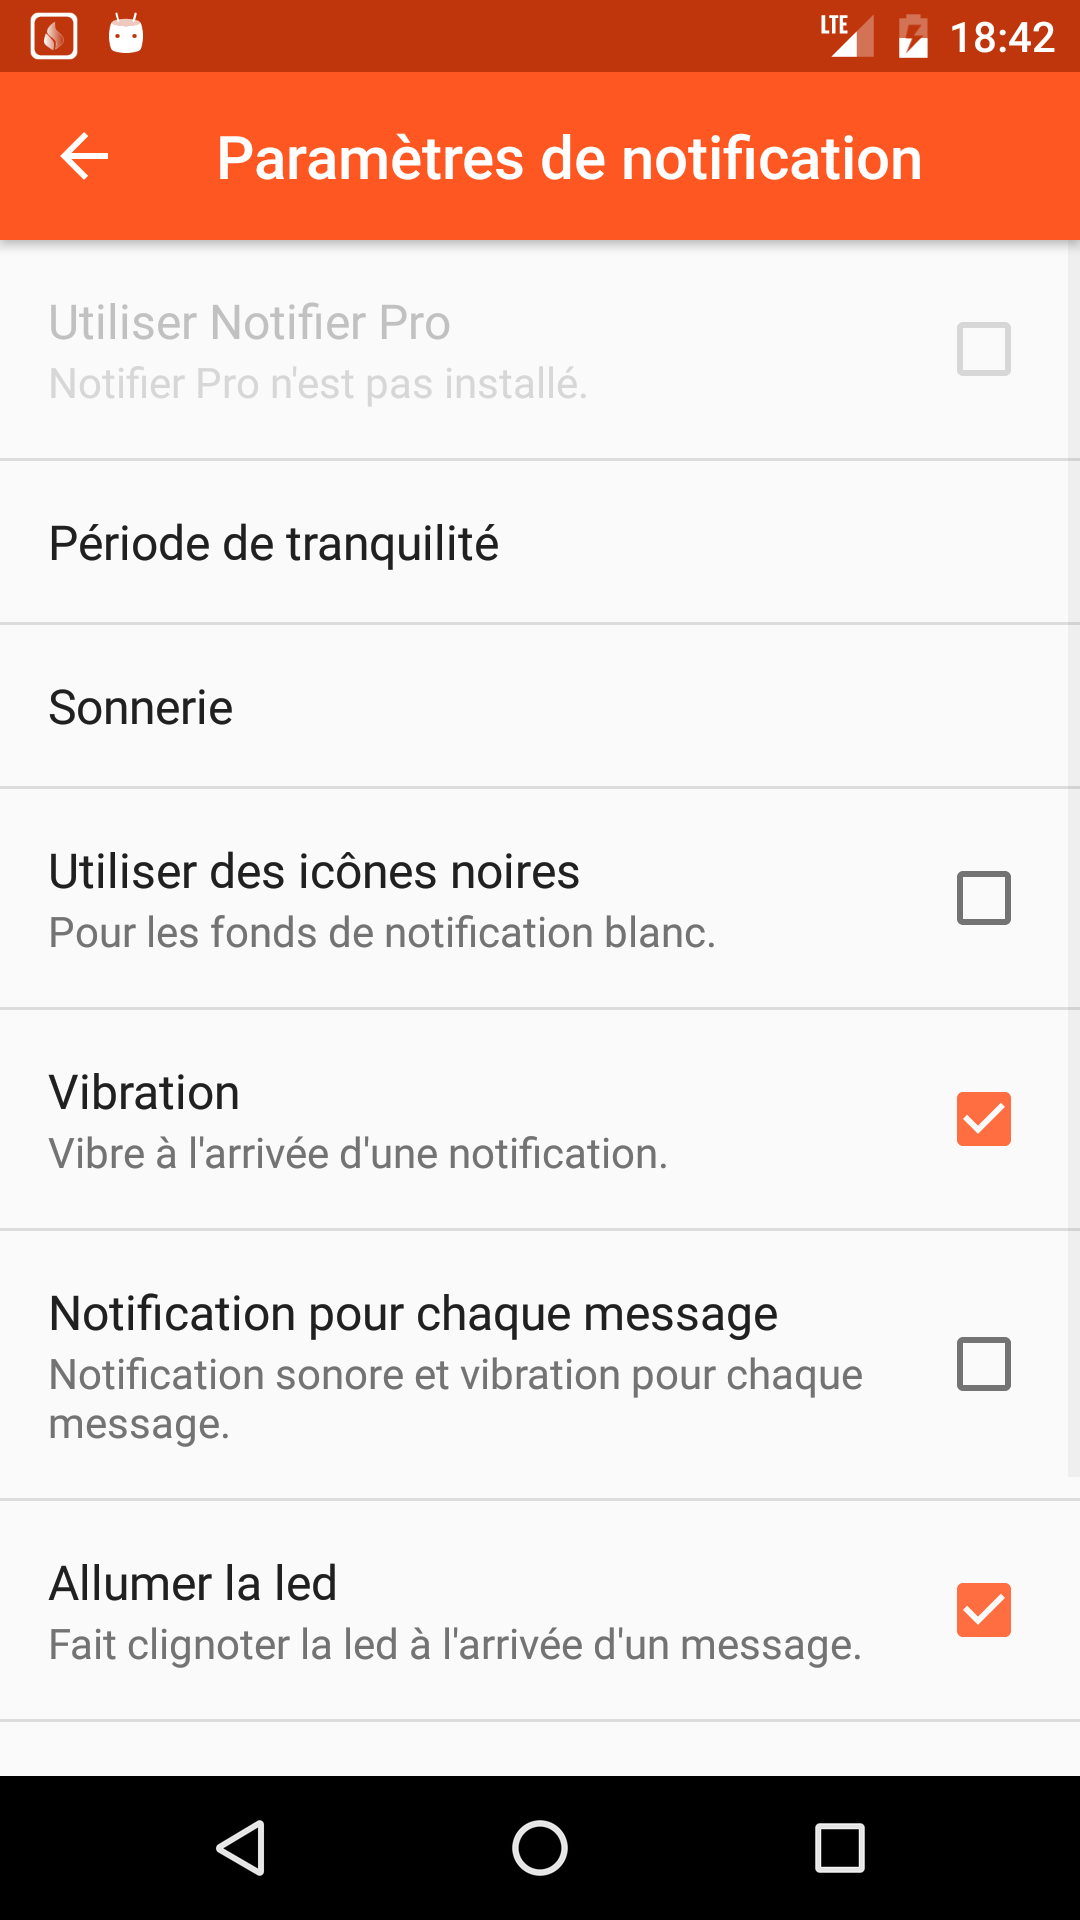 LTE 18:42
Paramètres de notification
Utiliser Notifier Pro
Notifier Pro n'est pas installé.
Période de tranquilité
Sonnerie
Utiliser des icônes noires
Pour les fonds de notification blanc.
Vibration
Vibre à l'arrivée d'une notification.
Notification pour chaque message
Notification sonore et vibration pour chaque
message.
Allumer la led
Fait clignoter la led à l'arrivée d'un message.